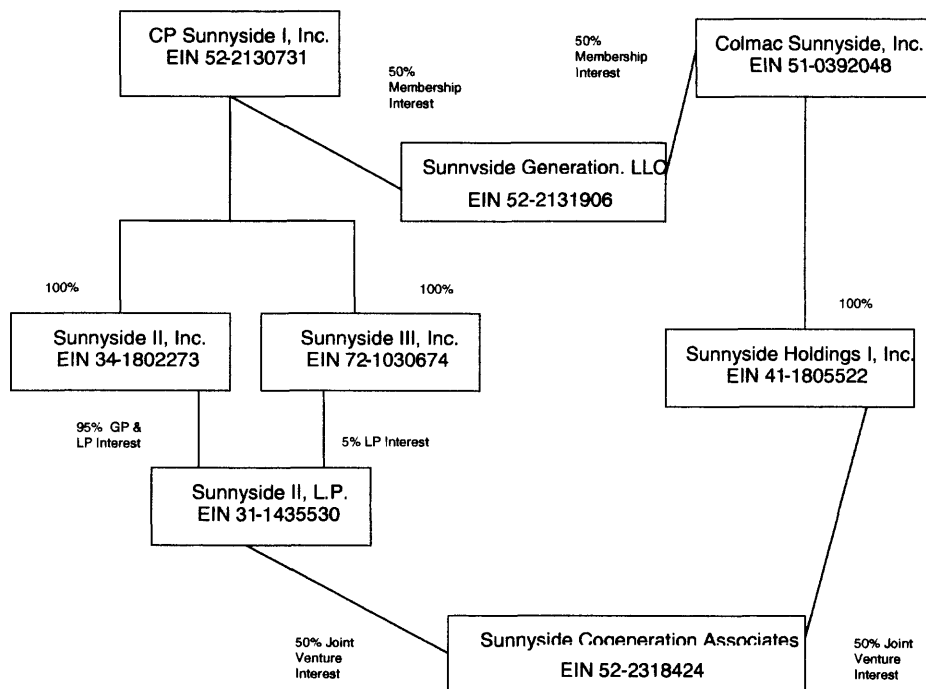 CP Sunnyside I, Inc.
EIN 52-2130731
50%
Membership
Interest
50%
Membership
Interest
Colmac Sunnyside, Inc.
EIN 51-0392048
Sunnvside Generation. LLC
EIN 52-2131906
100%
100%
100%
Sunnyside II, Inc.
EIN 34-1802273
Sunnyside III, Inc.
EIN 72-1030674
Sunnyside Holdings I, Inc.
EIN 41-1805522
95% GP &
LP Interest
5% LP Interest
Sunnyside II, L.P.
EIN 31-1435530
50% Joint
Venture
Interest
Sunnyside Cogeneration Associates
EIN 52-2318424
50% Joint
Venture
Interest